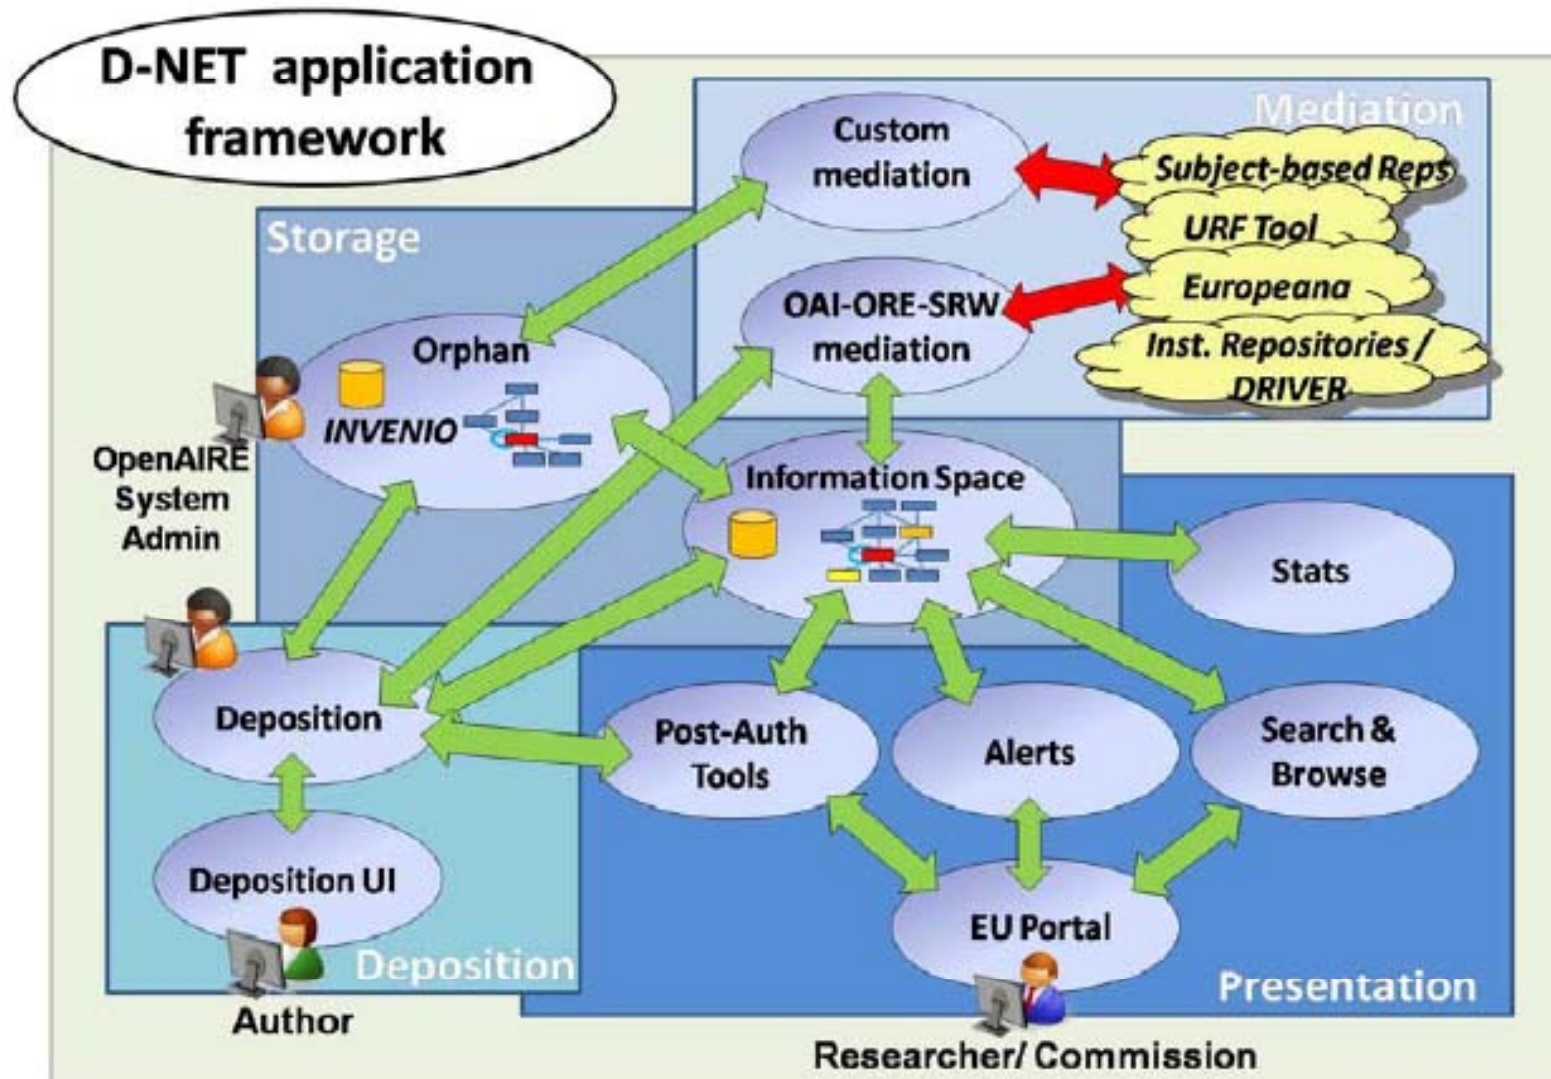 D-NET application
framework
Mediation
Custom
mediation
Subject-based Reps
URF Tool
Europeana
Inst. Repositories /
DRIVER
OAI-ORE-SRW
mediation
Storage
Orphan
INVENIO
OpenAIRE
System
Admin
Information Space
Stats
Deposition
Post-Auth
Tools
Alerts
Search &
Browse
Deposition UI
EU Portal
Deposition
Presentation
Author
Researcher/ Commission